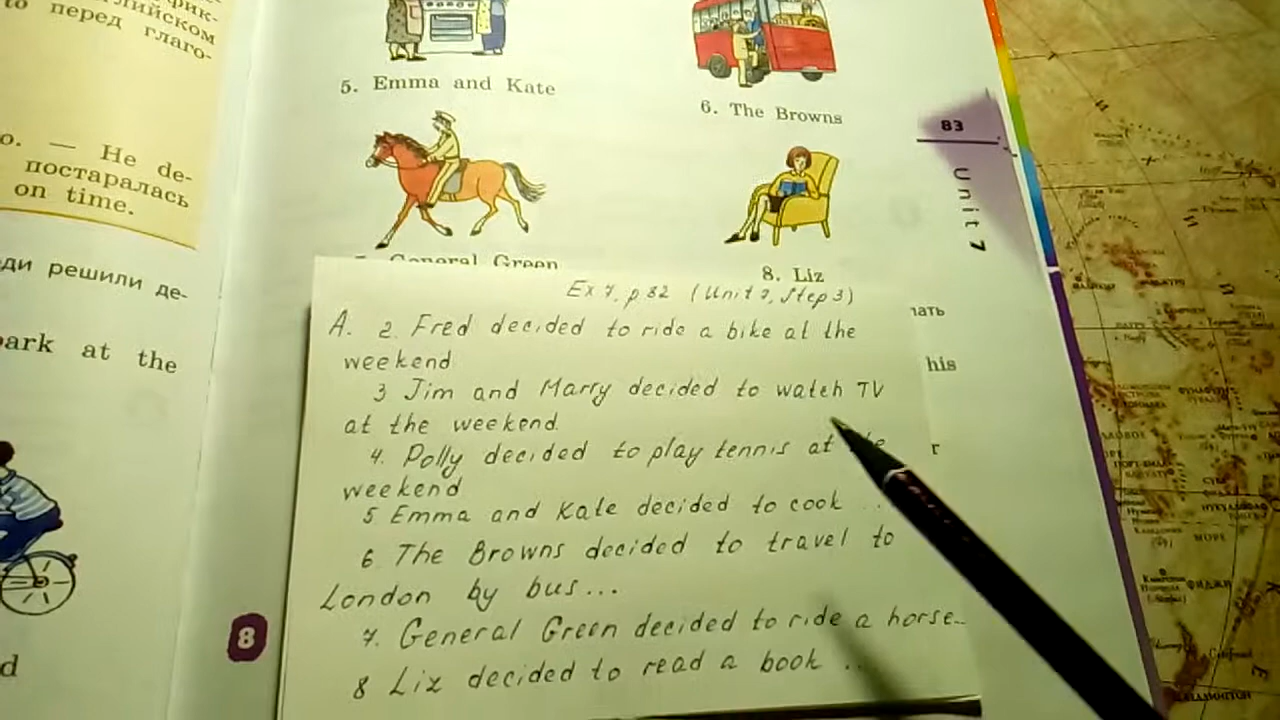 то перед глаго-
о. — Не de-
постаралась
on time.
ди решили де-
park at the
5. Emma and Kate
6. The Browns
83
Unit 7
General Green
8. Liz
his
8
Ex 7, p 82 (Unit 7, Step 3)
A. 2. Fred decided to ride a bike at the
weekend
3 Jim and Marry decided to watch TV
at the weekend.
4. Polly decided to play tennis at
weekend
5 Emma and Kate decided to cook ..
6. The Browns decided to travel to
London by bus...
7. General Green decided to ride a horse...
8 Liz decided to read a book ...
МОРЕ